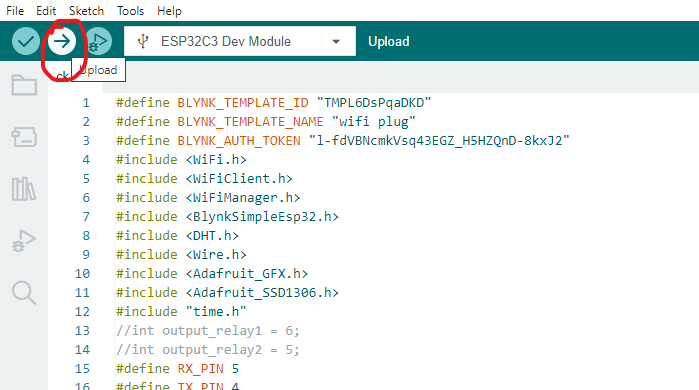 File Edit Sketch Tools Help
ESP32C3 Dev Module Upload
Upload
1 #define BLYNK_TEMPLATE_ID "TMPL6DsPqaDKD"
2 #define BLYNK_TEMPLATE_NAME "wifi plug"
3 #define BLYNK_AUTH_TOKEN "l-fdVBNcmkVsq43EGZ_H5HZQnD-8kxJ2"
4 #include <WiFi.h>
5 #include <WiFiClient.h>
6 #include <WiFiManager.h>
7 #include <BlynkSimpleEsp32.h>
8 #include <DHT.h>
9 #include <Wire.h>
10 #include <Adafruit_GFX.h>
11 #include <Adafruit_SSD1306.h>
12 #include "time.h"
13 //int output_relay1 = 6;
14 //int output_relay2 = 5;
15 #define RX_PIN 5
16 #define TX_PIN 4